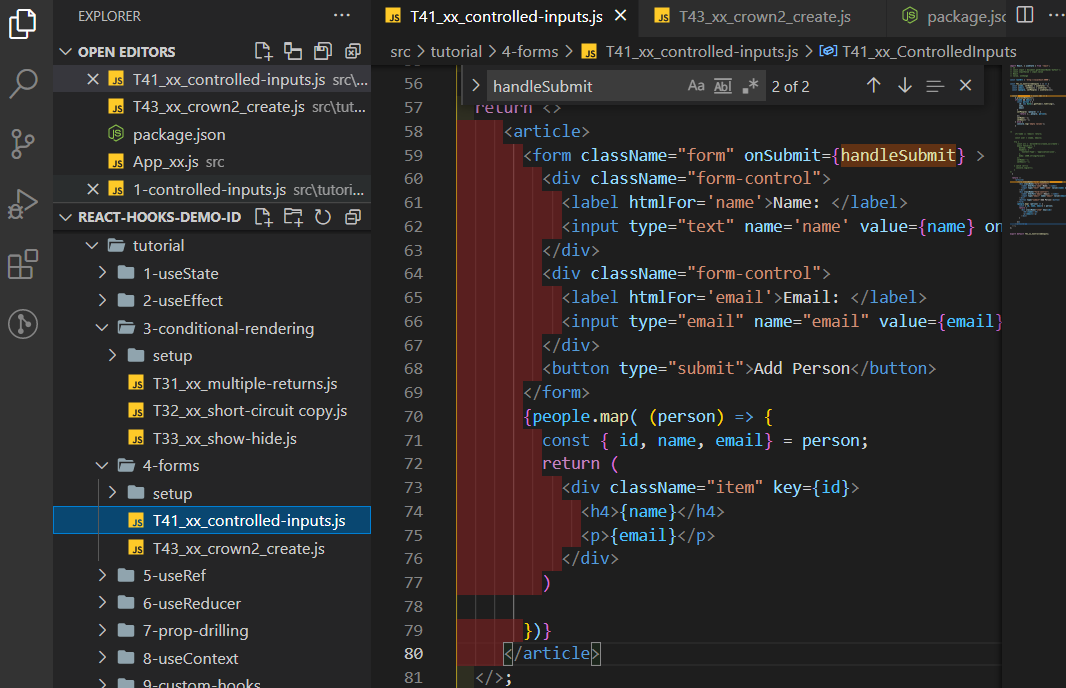 EXPLORER
OPEN EDITORS
T41_xx_controlled-inputs.js src\...
T43_xx_crown2_create.js src\tut...
package.json
App_xx.js src
1-controlled-inputs.js src\tutori...
REACT-HOOKS-DEMO-ID
tutorial
1-useState
2-useEffect
3-conditional-rendering
setup
T31_xx_multiple-returns.js
T32_xx_short-circuit copy.js
T33_xx_show-hide.js
4-forms
setup
T41_xx_controlled-inputs.js
T43_xx_crown2_create.js
5-useRef
6-useReducer
7-prop-drilling
8-useContext
9-custom-hooks
T41_xx_controlled-inputs.js
T43_xx_crown2_create.js
package.jsc
src > tutorial > 4-forms > T41_xx_controlled-inputs.js > T41_xx_ControlledInputs
handleSubmit Aa Abl .* 2 of 2
56
57 return <>
58 <article>
59 <form className="form" onSubmit={handleSubmit} >
60 <div className="form-control">
61 <label htmlFor='name'>Name: </label>
62 <input type="text" name='name' value={name} on
63 </div>
64 <div className="form-control">
65 <label htmlFor='email'>Email: </label>
66 <input type="email" name="email" value={email}
67 </div>
68 <button type="submit">Add Person</button>
69 </form>
70 {people.map( (person) => {
71 const { id, name, email} = person;
72 return (
73 <div className="item" key={id}>
74 <h4>{name}</h4>
75 <p>{email}</p>
76 </div>
77 )
78
79 })}
80 </article>
81 </>;